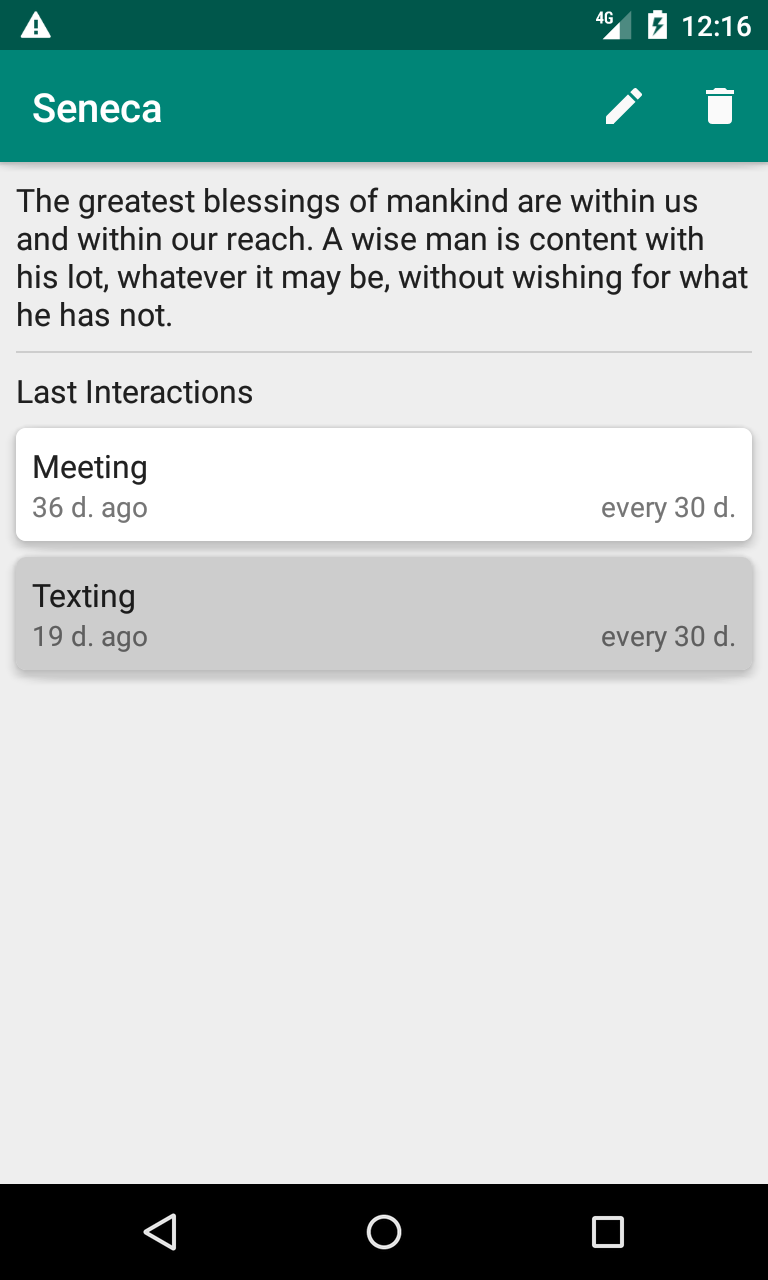 4G 12:16
Seneca
The greatest blessings of mankind are within us
and within our reach. A wise man is content with
his lot, whatever it may be, without wishing for what
he has not.
Last Interactions
Meeting
36 d. ago every 30 d.
Texting
19 d. ago every 30 d.